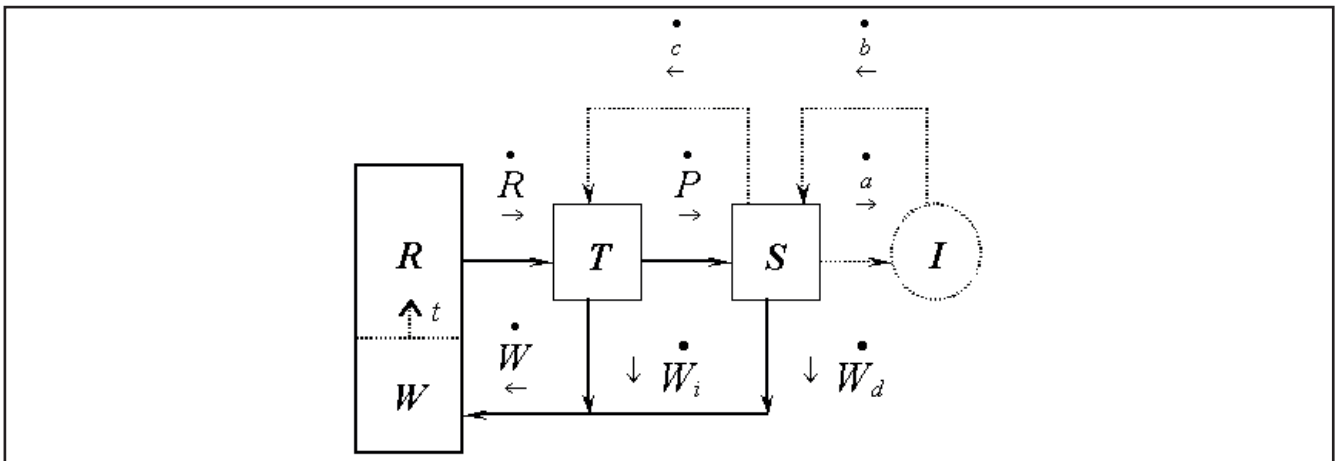 ċ ḃ
← ←
Ṙ Ṗ ȧ
→ → →
R T S I
t
Ẇ
← ↓ Ẇi ↓ Ẇd
W